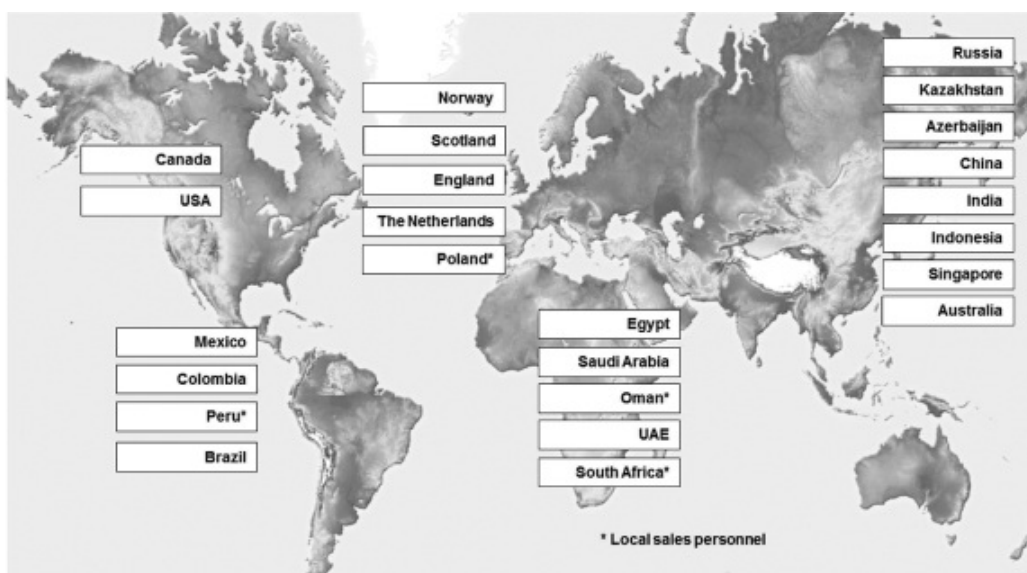 Canada
USA
Mexico
Colombia
Peru*
Brazil
Norway
Scotland
England
The Netherlands
Poland*
Egypt
Saudi Arabia
Oman*
UAE
South Africa*
Russia
Kazakhstan
Azerbaijan
China
India
Indonesia
Singapore
Australia
* Local sales personnel